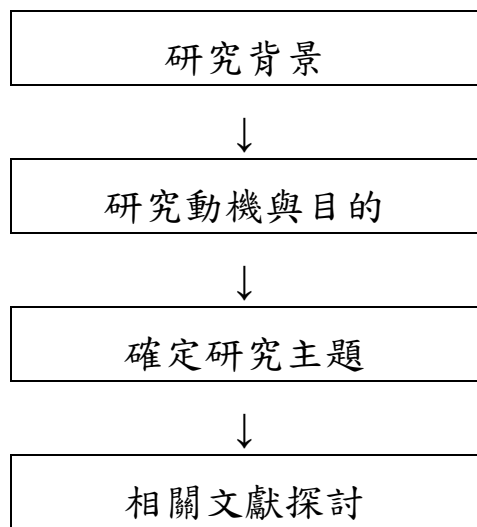 研究背景
↓
研究動機與目的
↓
確定研究主題
↓
相關文獻探討